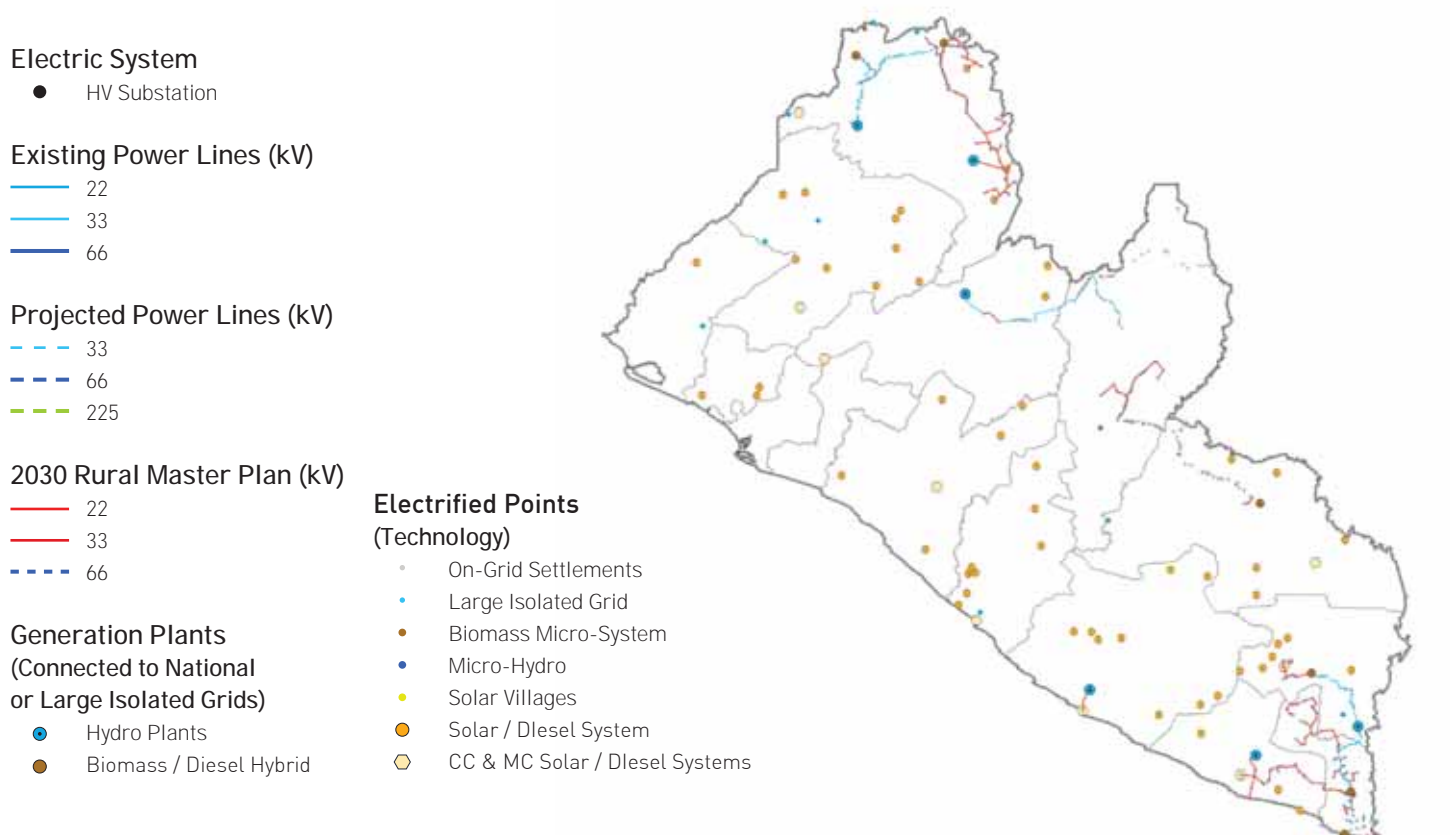 Electric System
HV Substation
Existing Power Lines (kV)
22
33
66
Projected Power Lines (kV)
33
66
225
2030 Rural Master Plan (kV)
22
33
66
Generation Plants
(Connected to National
or Large Isolated Grids)
Hydro Plants
Biomass / Diesel Hybrid
Electrified Points
(Technology)
On-Grid Settlements
Large Isolated Grid
Biomass Micro-System
Micro-Hydro
Solar Villages
Solar / DIesel System
CC & MC Solar / DIesel Systems